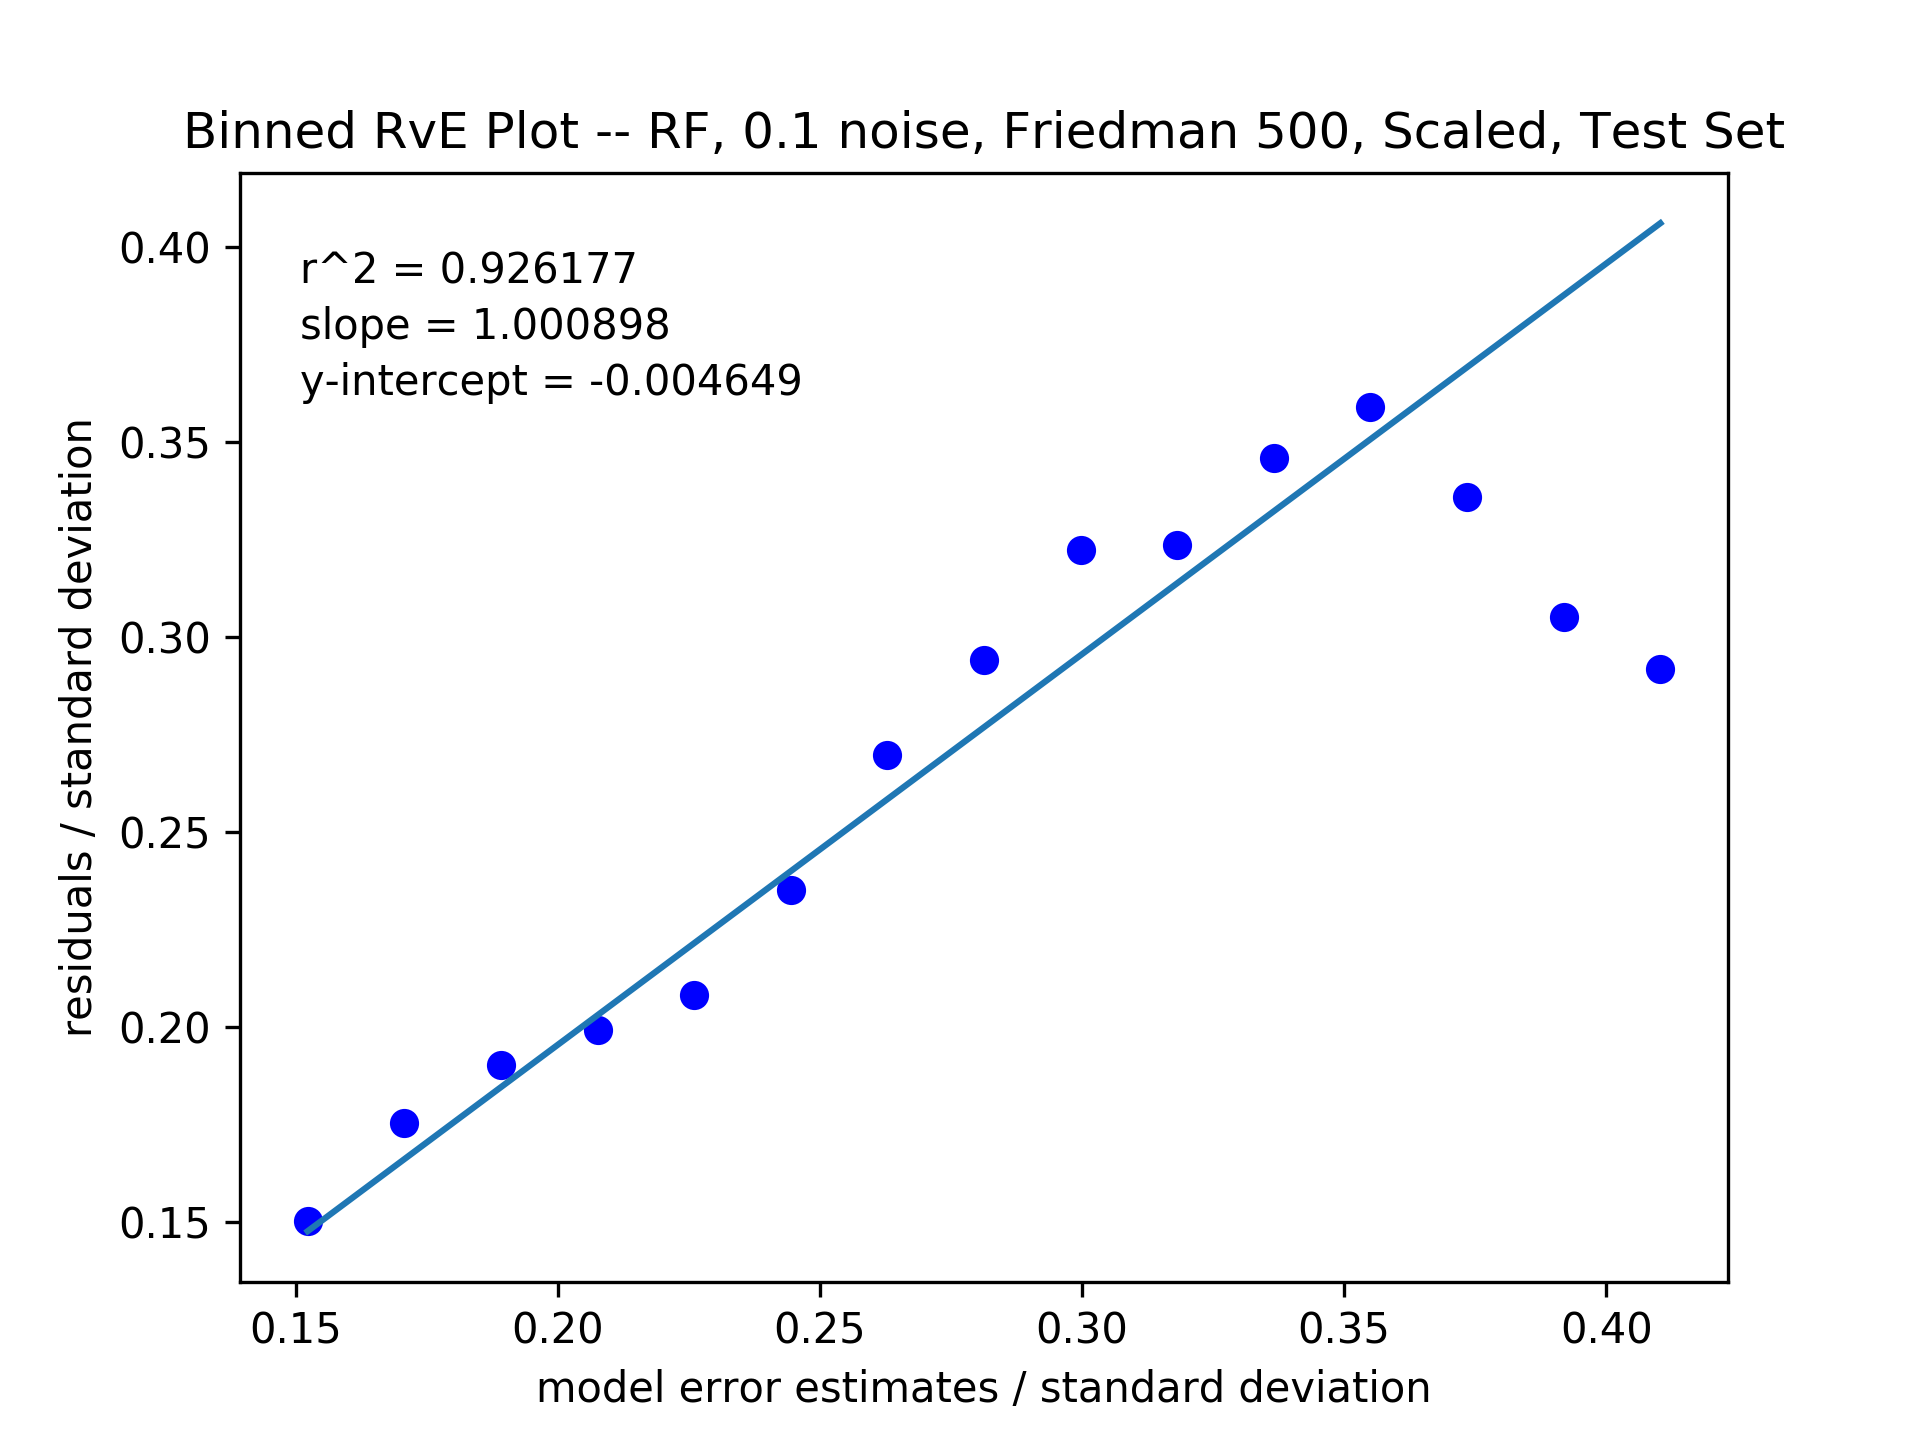 Binned RvE Plot -- RF, 0.1 noise, Friedman 500, Scaled, Test Set
r^2 = 0.926177
slope = 1.000898
y-intercept = -0.004649
residuals / standard deviation
0.40
0.35
0.30
0.25
0.20
0.15
0.15 0.20 0.25 0.30 0.35 0.40
model error estimates / standard deviation